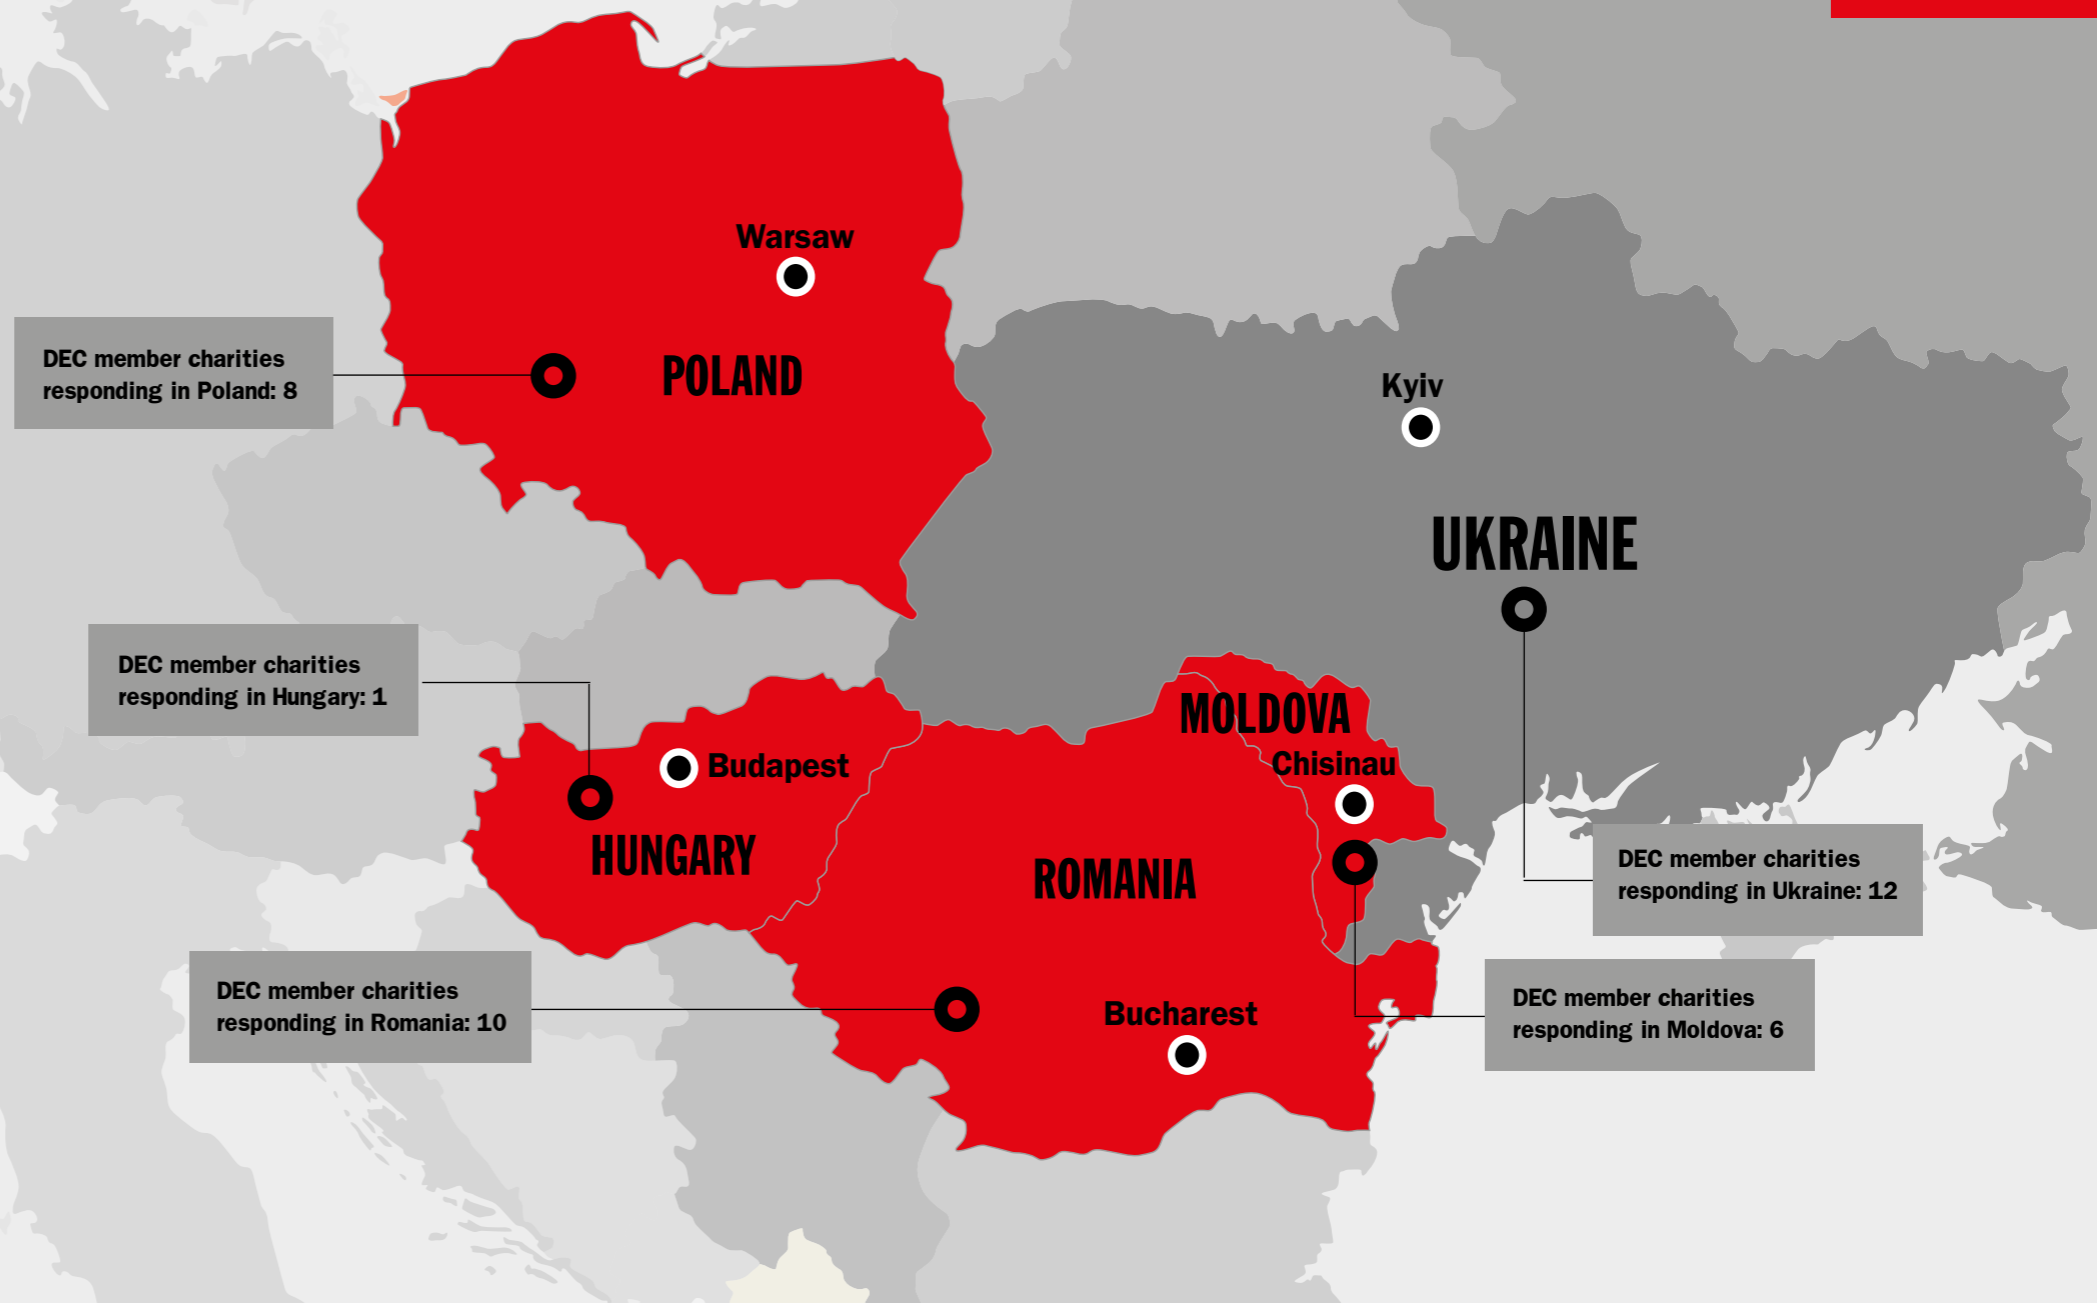 Warsaw
DEC member charities
responding in Poland: 8
POLAND
Kyiv
UKRAINE
DEC member charities
responding in Hungary: 1
MOLDOVA
Chisinau
Budapest
HUNGARY
ROMANIA
DEC member charities
responding in Ukraine: 12
DEC member charities
responding in Romania: 10
Bucharest
DEC member charities
responding in Moldova: 6